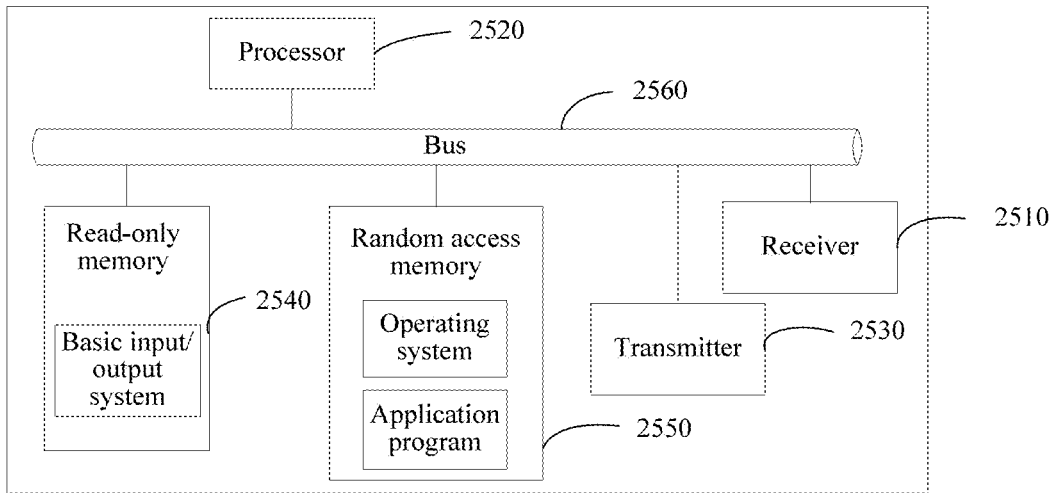 Processor
2520
2560
Bus
Read-only
memory
2540
Basic input/
output
system
Random access
memory
Operating
system
Application
program
2550
Transmitter
2530
Receiver
2510